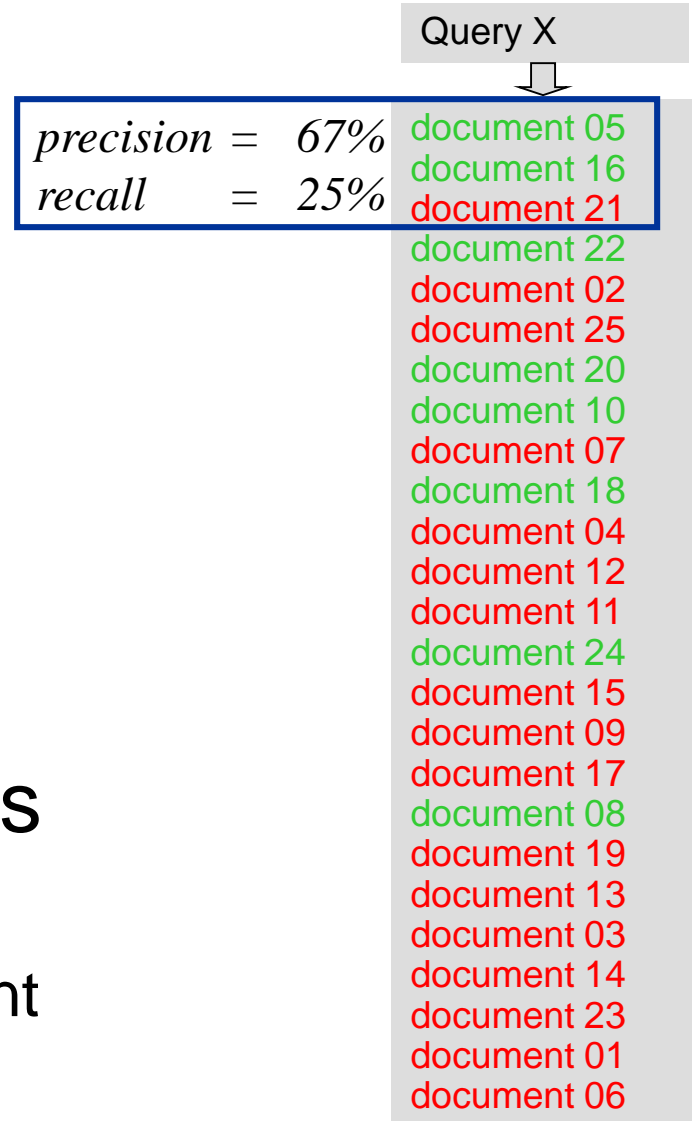 Query X
precision = 67% document 05
document 16
recall = 25% document 21
document 22
document 02
document 25
document 20
document 10
document 07
document 18
document 04
document 12
document 11
document 24
document 15
document 09
document 17
s
document 08
document 19
document 13
document 03
document 14
nt
document 23
document 01
document 06